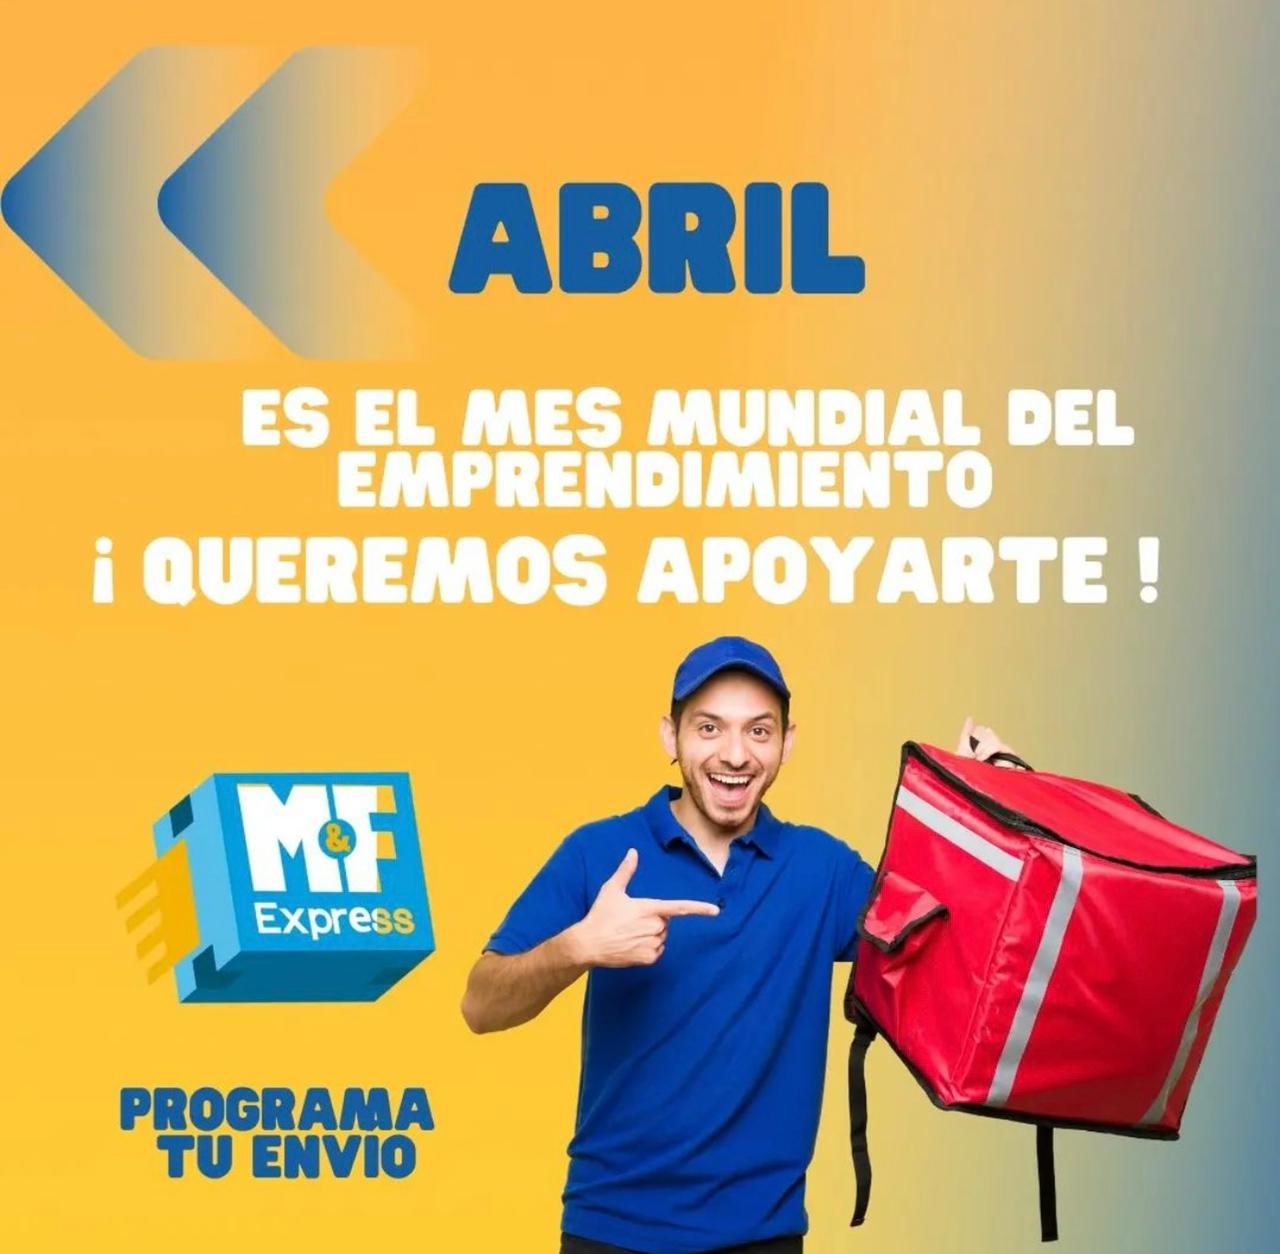 ABRIL
ES EL MES MUNDIAL DEL
EMPRENDIMIENTO
¡ QUEREMOS APOYARTE !
M&F
Express
PROGRAMA
TU ENVIO